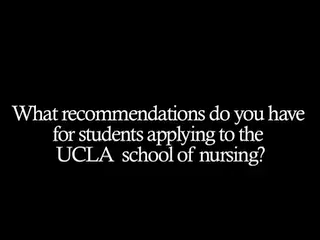 What recommendations do you have
for students applying to the
UCLA school of nursing?